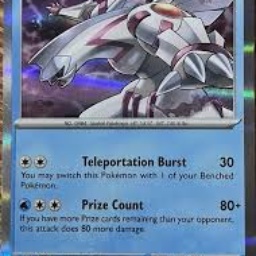 Teleportation Burst 30
You may switch this Pokémon with 1 of your Benched
Pokémon.
Prize Count 80+
If you have more Prize cards remaining than your opponent,
this attack does 80 more damage.